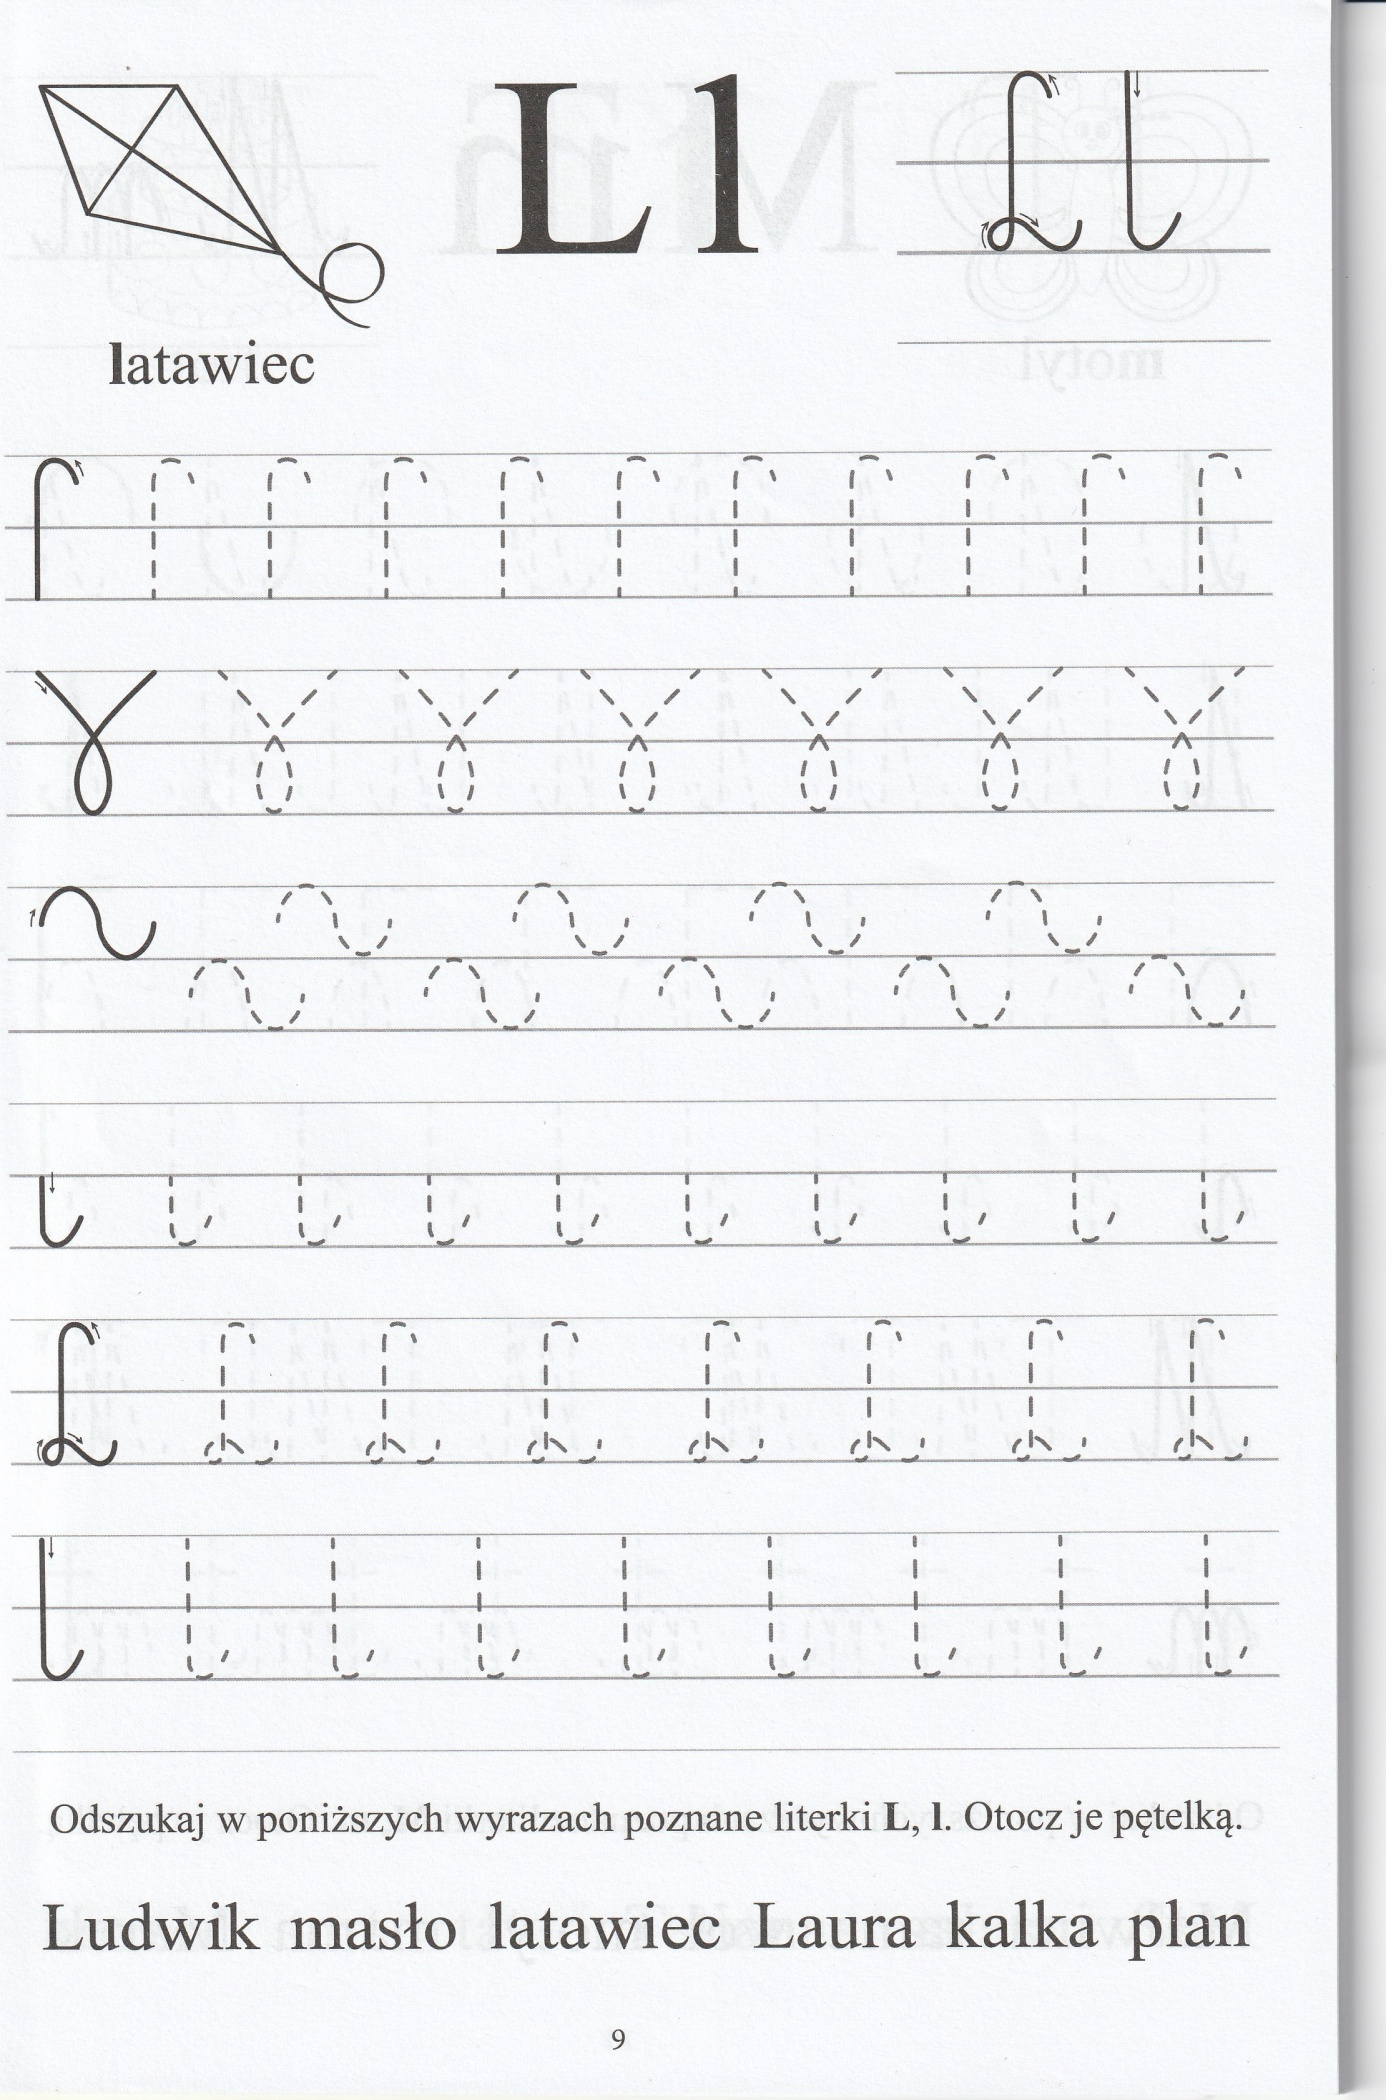 L l
L l
latawiec
Odszukaj w poniższych wyrazach poznane literki L, l. Otocz je pętelką.
Ludwik masło latawiec Laura kalka plan
9